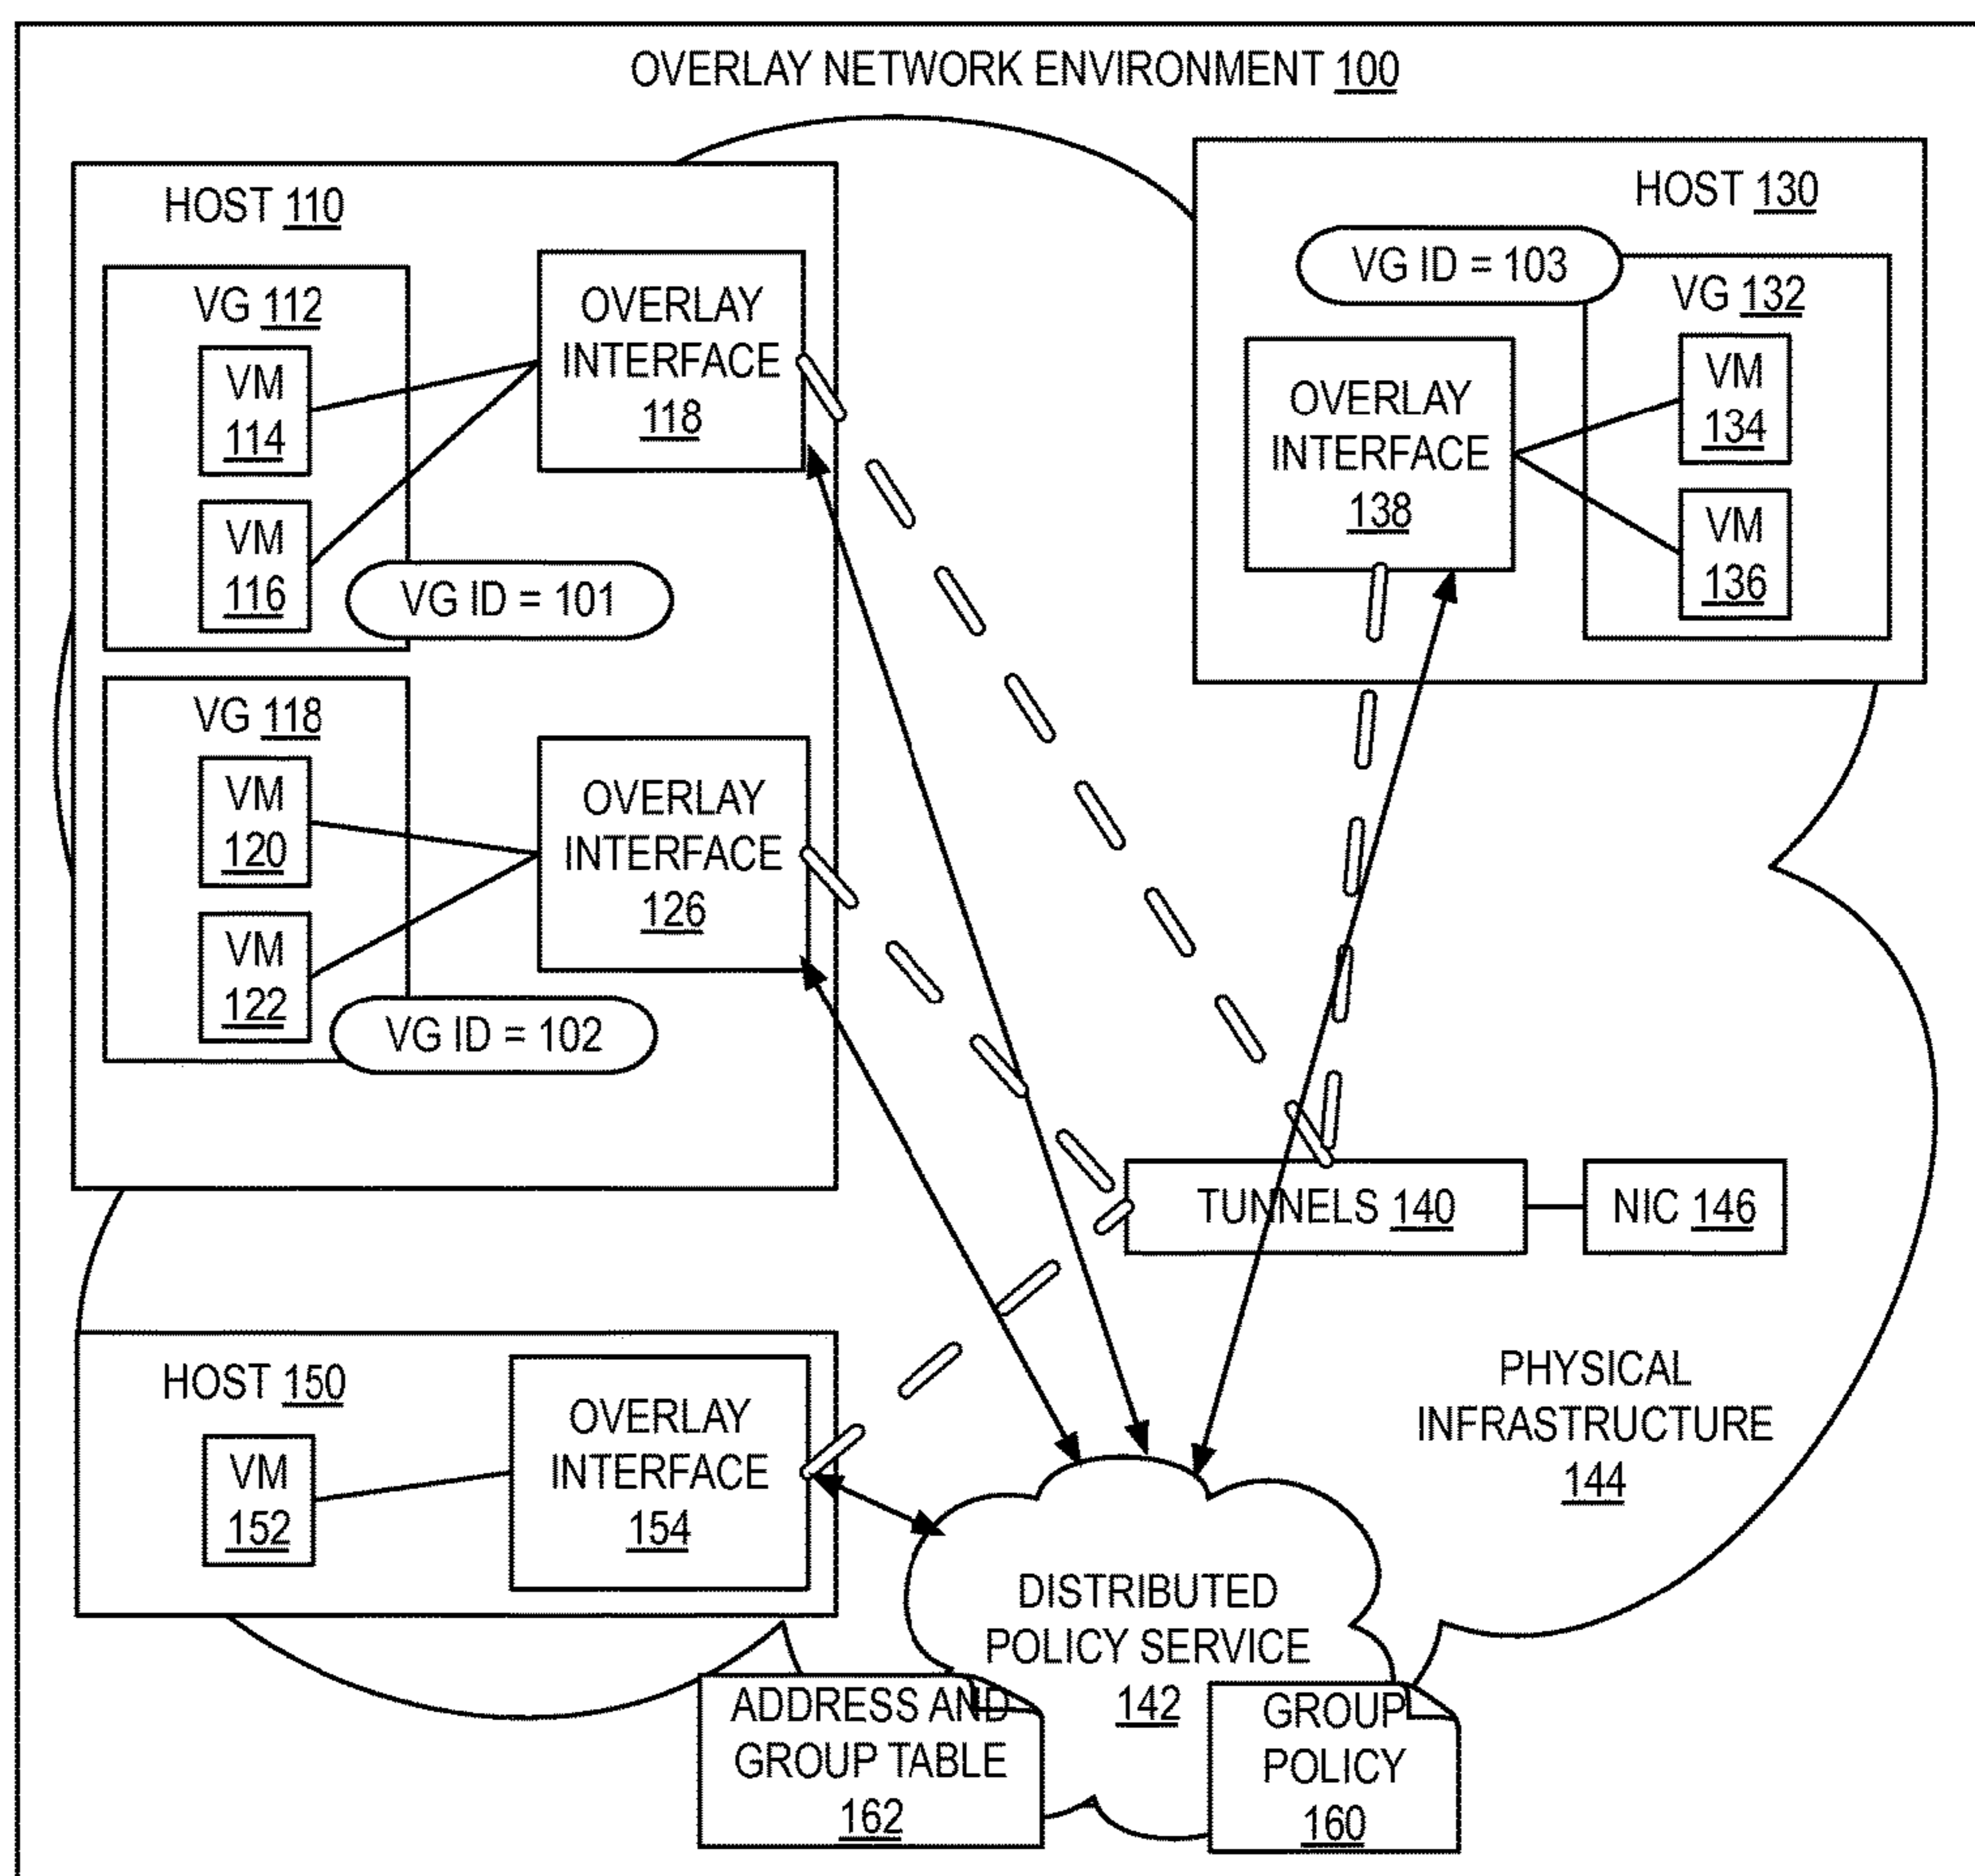 OVERLAY NETWORK ENVIRONMENT 100
HOST 110
VG 112
VM
114
VM
116
VG ID = 101
OVERLAY
INTERFACE
118
VG 118
VM
120
VM
122
VG ID = 102
OVERLAY
INTERFACE
126
HOST 130
VG ID = 103
VG 132
OVERLAY
INTERFACE
138
VM
134
VM
136
TUNNELS 140
NIC 146
HOST 150
VM
152
OVERLAY
INTERFACE
154
PHYSICAL
INFRASTRUCTURE
144
DISTRIBUTED
POLICY SERVICE
142
ADDRESS AND
GROUP TABLE
162
GROUP
POLICY
160